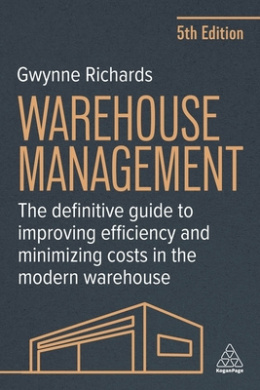 5th Edition
Gwynne Richards
WAREHOUSE
MANAGEMENT
The definitive guide to
improving efficiency and
minimizing costs in the
modern warehouse
KoganPage